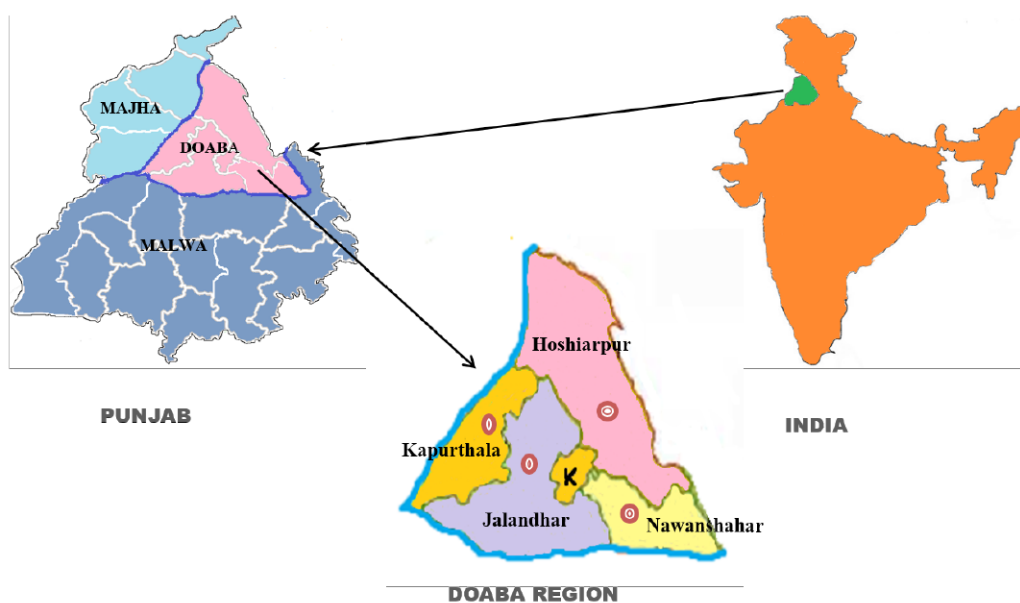 MAJHA
DOABA
MALWA
PUNJAB
INDIA
Hoshiarpur
Kapurthala
K
Jalandhar
Nawanshahar
DOABA REGION